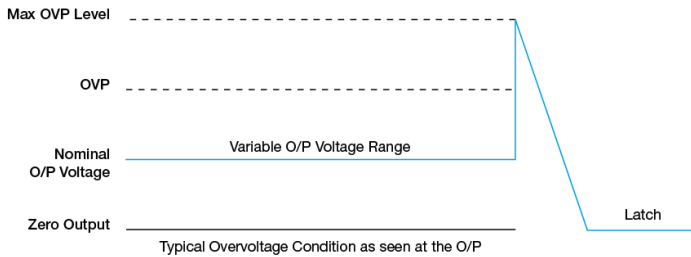 Max OVP Level
OVP
Variable O/P Voltage Range
Nominal
O/P Voltage
Latch
Zero Output
Typical Overvoltage Condition as seen at the O/P